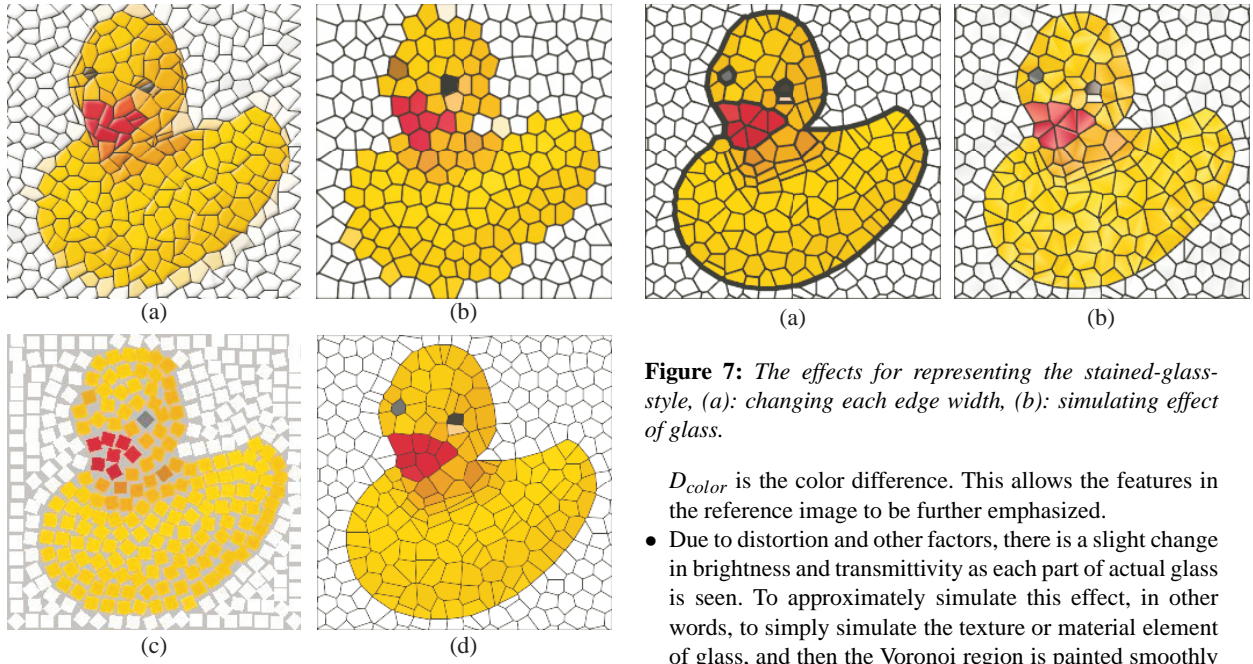 (a)
(b)
(c)
(d)
(a)
(b)
Figure 7: The effects for representing the stained-glass-
style, (a): changing each edge width, (b): simulating effect
of glass.
D_color is the color difference. This allows the features in
the reference image to be further emphasized.
• Due to distortion and other factors, there is a slight change
in brightness and transmittivity as each part of actual glass
is seen. To approximately simulate this effect, in other
words, to simply simulate the texture or material element
of glass, and then the Voronoi region is painted smoothly